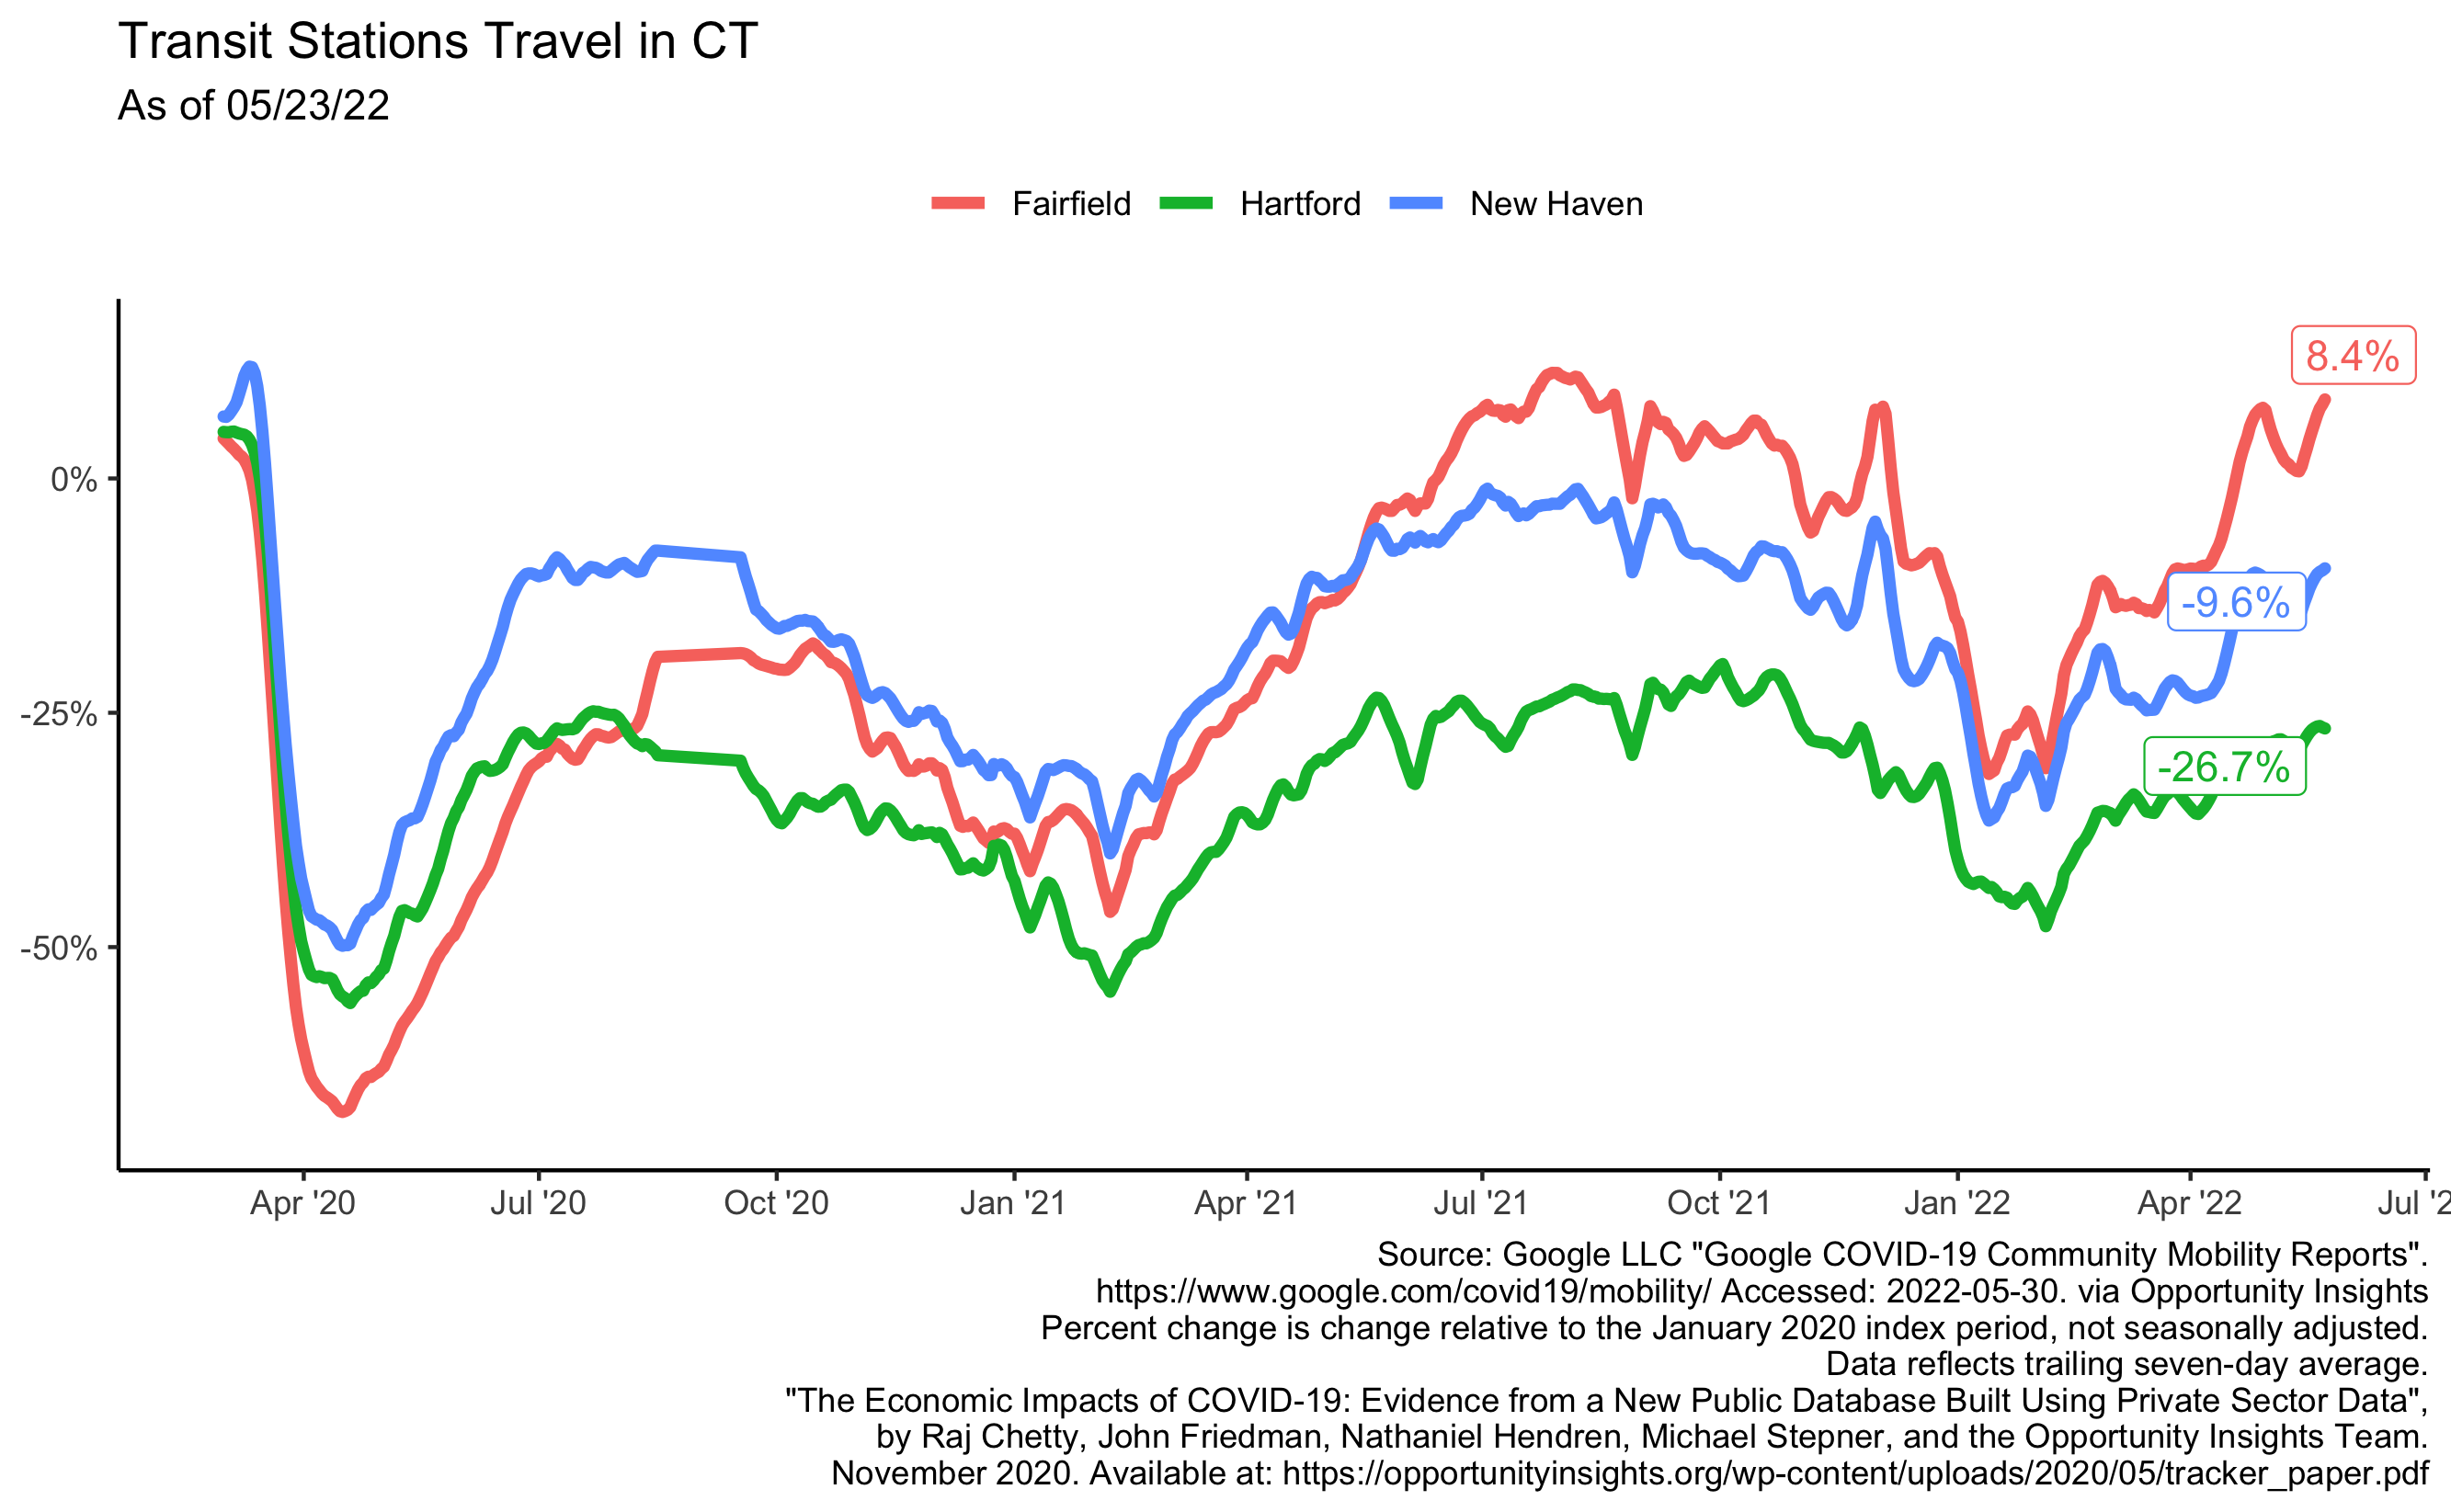 Transit Stations Travel in CT
As of 05/23/22
Fairfield Hartford New Haven
8.4%
0%
-9.6%
-25%
-26.7%
-50%
Apr '20 Jul '20 Oct '20 Jan '21 Apr '21 Jul '21 Oct '21 Jan '22 Apr '22 Jul '2
Source: Google LLC "Google COVID-19 Community Mobility Reports".
https://www.google.com/covid19/mobility/ Accessed: 2022-05-30. via Opportunity Insights
Percent change is change relative to the January 2020 index period, not seasonally adjusted.
Data reflects trailing seven-day average.
"The Economic Impacts of COVID-19: Evidence from a New Public Database Built Using Private Sector Data",
by Raj Chetty, John Friedman, Nathaniel Hendren, Michael Stepner, and the Opportunity Insights Team.
November 2020. Available at: https://opportunityinsights.org/wp-content/uploads/2020/05/tracker_paper.pdf